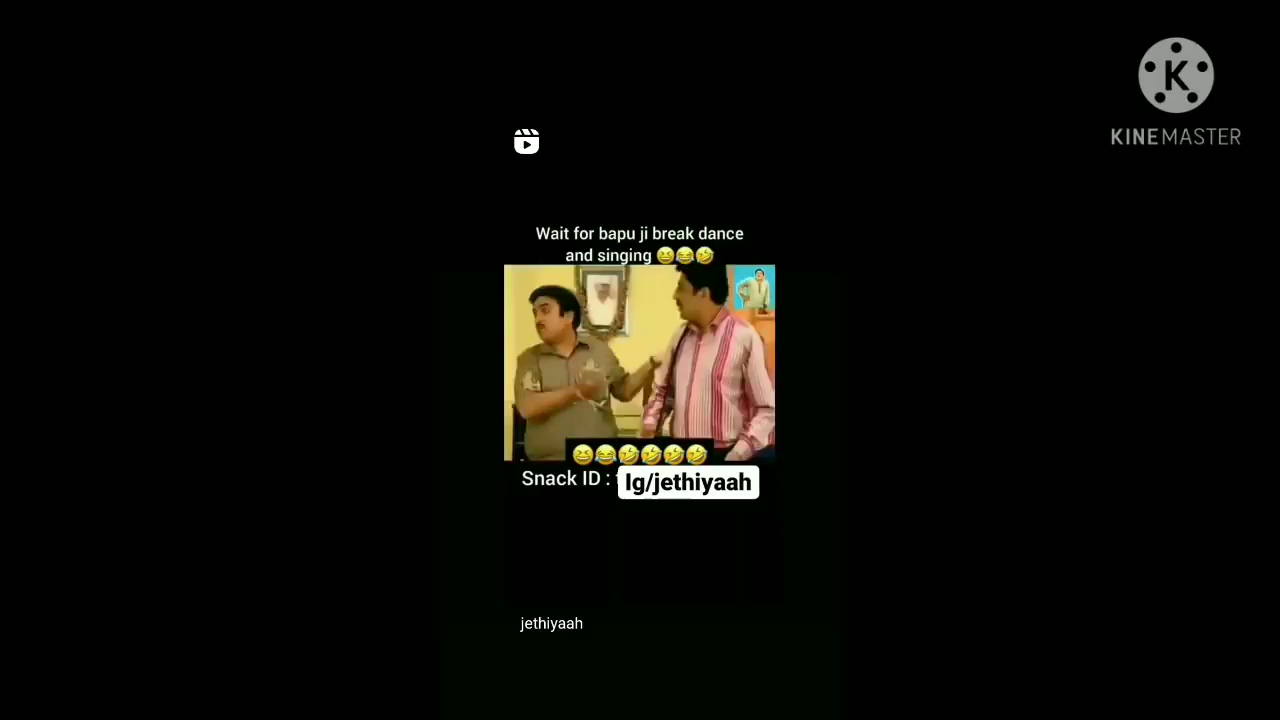 KINEMASTER
Wait for bapu ji break dance
and singing 😆😂🤣
😆😂🤣🤣🤣🤣
Snack ID :
Ig/jethiyaah
jethiyaah